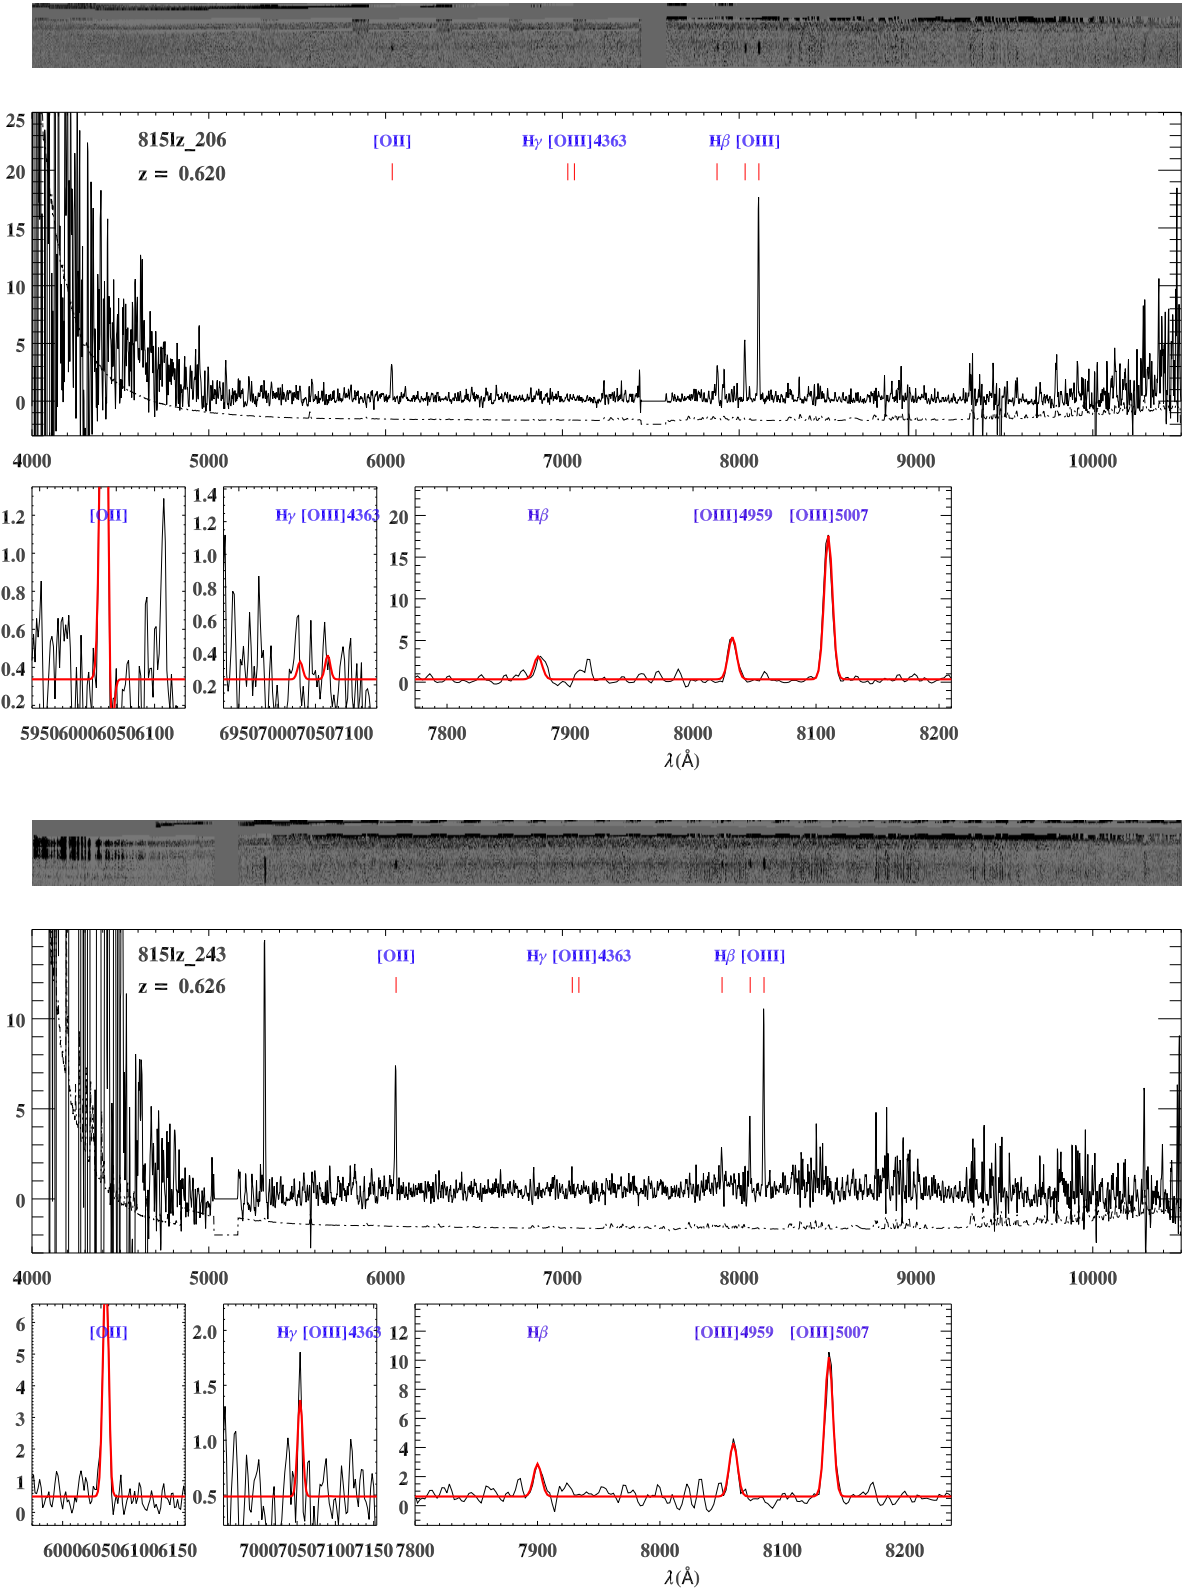 25
20
15
10
5
0
815lz_206
z = 0.620
[OII]
Hγ [OIII]4363
Hβ [OIII]
4000 5000 6000 7000 8000 9000 10000
1.2
1.0
0.8
0.6
0.4
0.2
[OII]
5950600060506100
1.4
1.2
1.0
0.8
0.6
0.4
0.2
Hγ [OIII]4363
6950700070507100
20
15
10
5
0
Hβ
[OIII]4959 [OIII]5007
7800 7900 8000 8100 8200
λ(Å)
10
5
0
815lz_243
z = 0.626
[OII]
Hγ [OIII]4363
Hβ [OIII]
4000 5000 6000 7000 8000 9000 10000
6
5
4
3
2
1
0
[OII]
6000605061006150
2.0
1.5
1.0
0.5
Hγ [OIII]4363
7000705071007150
12
10
8
6
4
2
0
Hβ
[OIII]4959 [OIII]5007
7800 7900 8000 8100 8200
λ(Å)